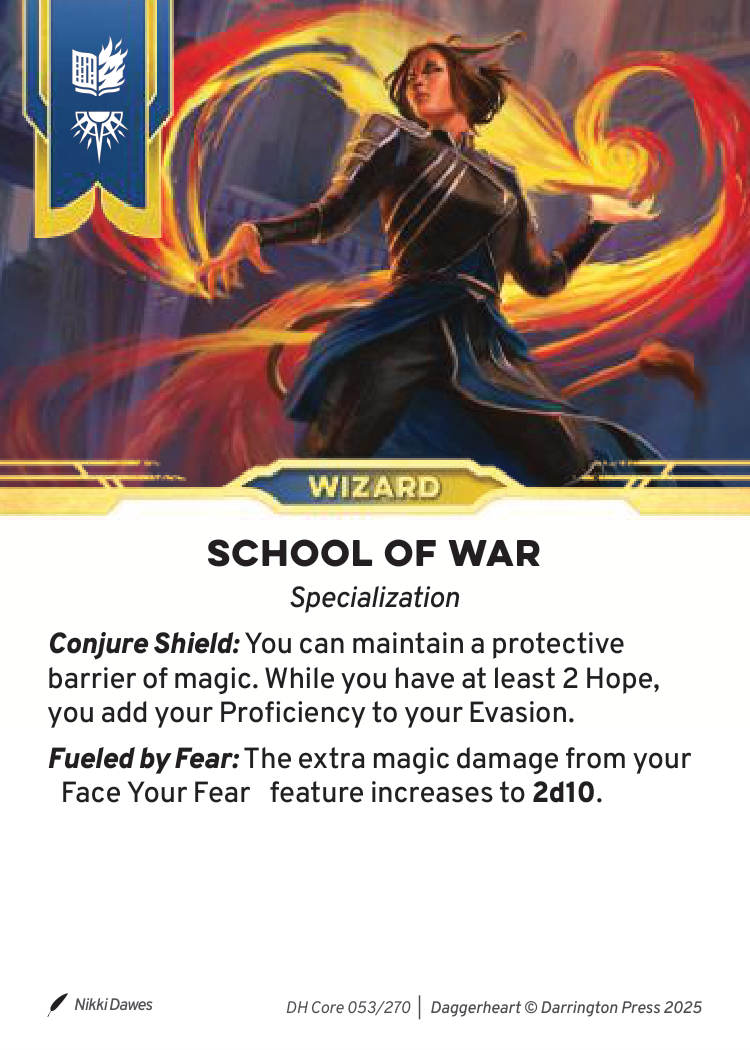 WIZARD
SCHOOL OF WAR
Specialization
Conjure Shield: You can maintain a protective
barrier of magic. While you have at least 2 Hope,
you add your Proficiency to your Evasion.
Fueled by Fear: The extra magic damage from your
Face Your Fear feature increases to 2d10.
Nikki Dawes
DH Core 053/270 | Daggerheart © Darrington Press 2025